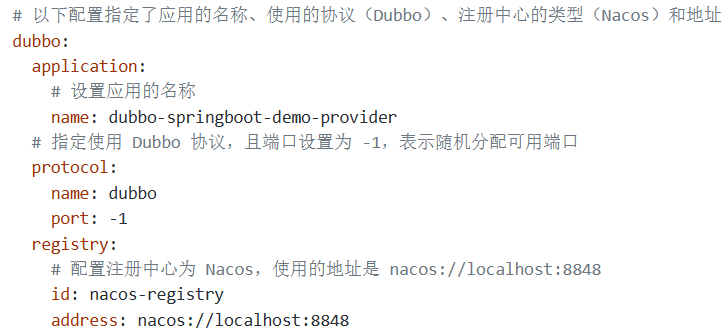 # 以下配置指定了应用的名称、使用的协议（Dubbo）、注册中心的类型（Nacos）和地址
dubbo:
  application:
    # 设置应用的名称
    name: dubbo-springboot-demo-provider
  # 指定使用 Dubbo 协议，且端口设置为 -1，表示随机分配可用端口
  protocol:
    name: dubbo
    port: -1
  registry:
    # 配置注册中心为 Nacos，使用的地址是 nacos://localhost:8848
    id: nacos-registry
    address: nacos://localhost:8848